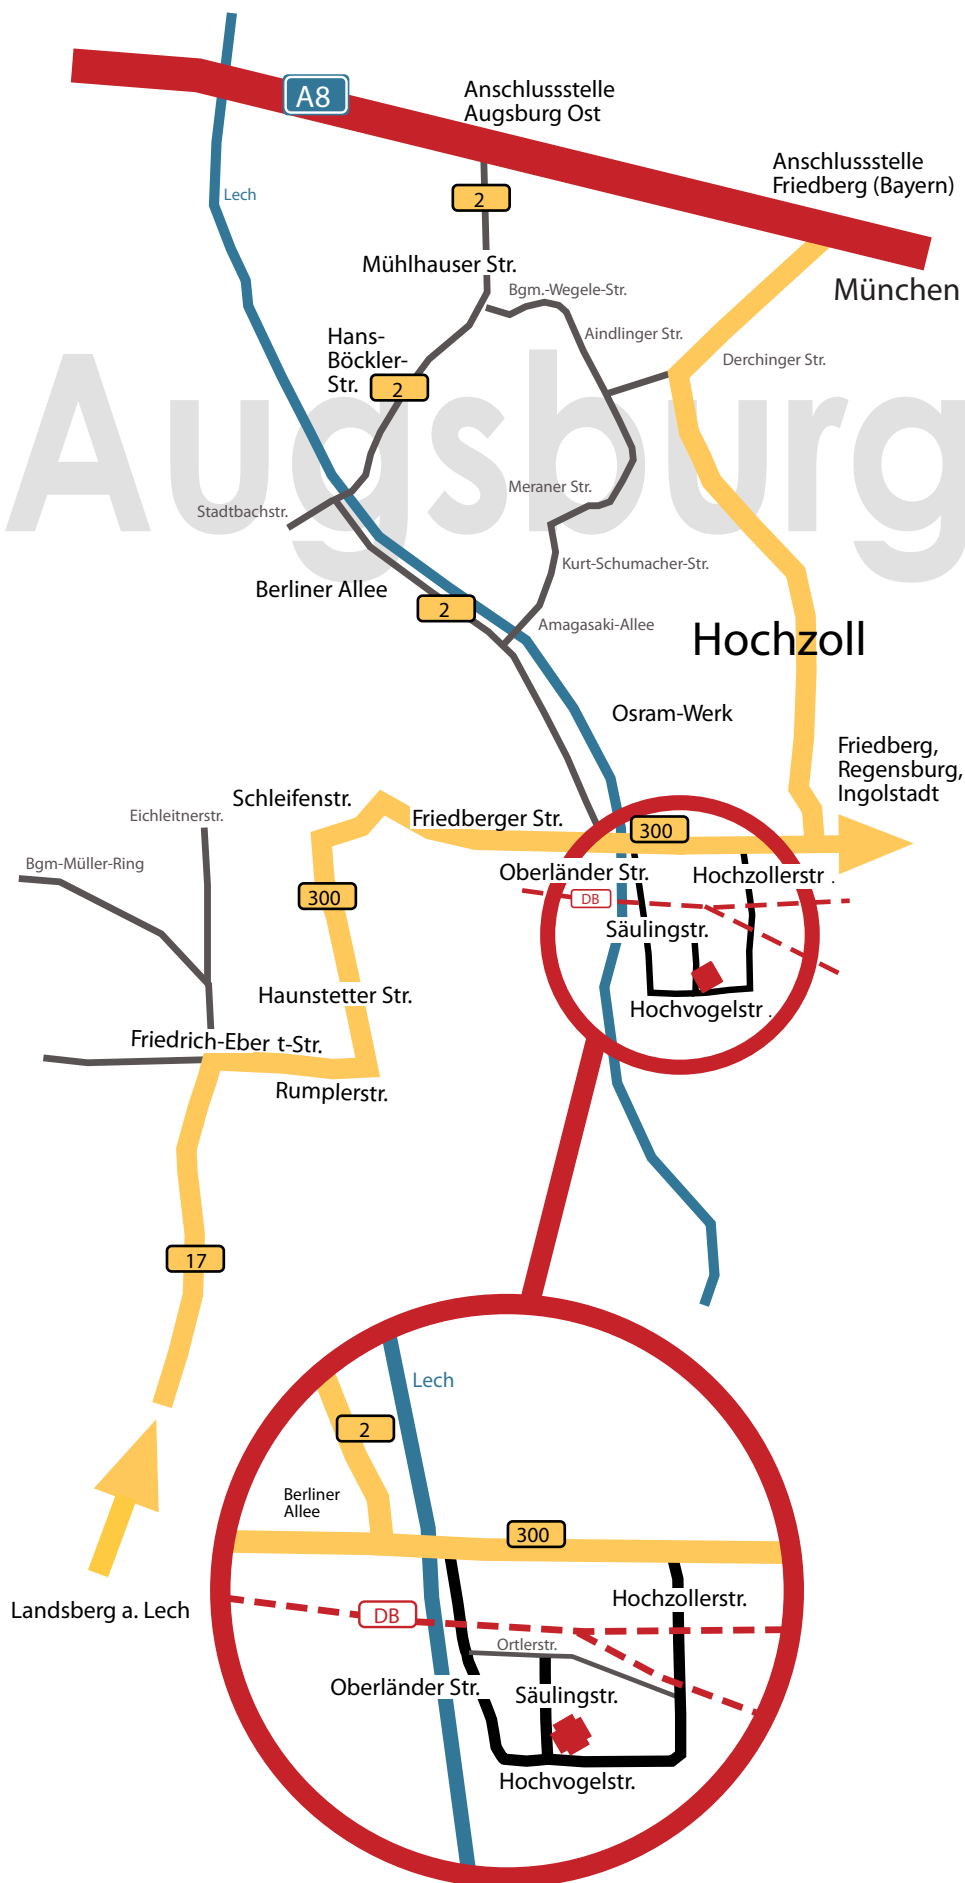 A8
Anschlussstelle
Augsburg Ost
Anschlussstelle
Friedberg (Bayern)
Lech
2
Mühlhauser Str.
München
Bgm.-Wegele-Str.
Hans-
Böckler-
Str.
2
Aindlinger Str.
Derchinger Str.
Augsburg
Meraner Str.
Stadtbachstr.
Kurt-Schumacher-Str.
Berliner Allee
2
Amagasaki-Allee
Hochzoll
Osram-Werk
Friedberg,
Regensburg,
Ingolstadt
Schleifenstr.
Eichleitnerstr.
Friedberger Str.
300
Bgm-Müller-Ring
Oberländer Str.
Hochzollerstr .
300
DB
Säulingstr.
Haunstetter Str.
Hochvogelstr .
Friedrich-Eber t-Str.
Rumplerstr.
17
Lech
2
Berliner
Allee
300
Landsberg a. Lech
Hochzollerstr.
DB
Ortlerstr.
Oberländer Str.
Säulingstr.
Hochvogelstr.